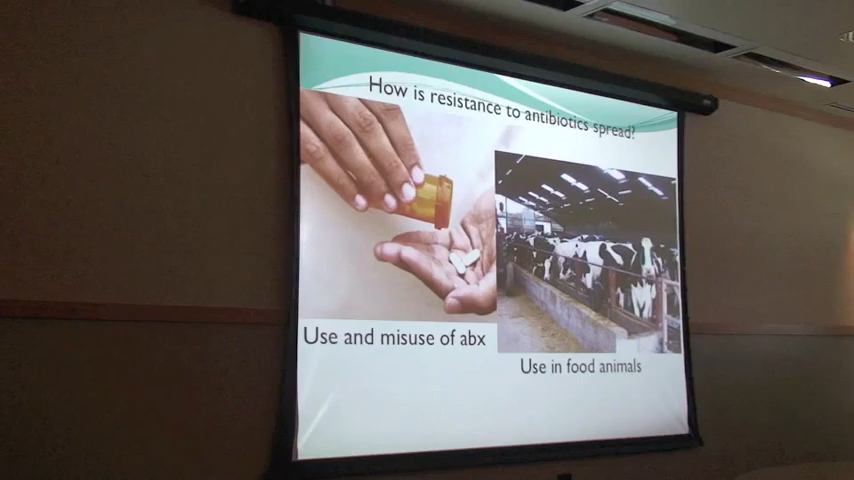 How is resistance to antibiotics spread?
Use and misuse of abx
Use in food animals